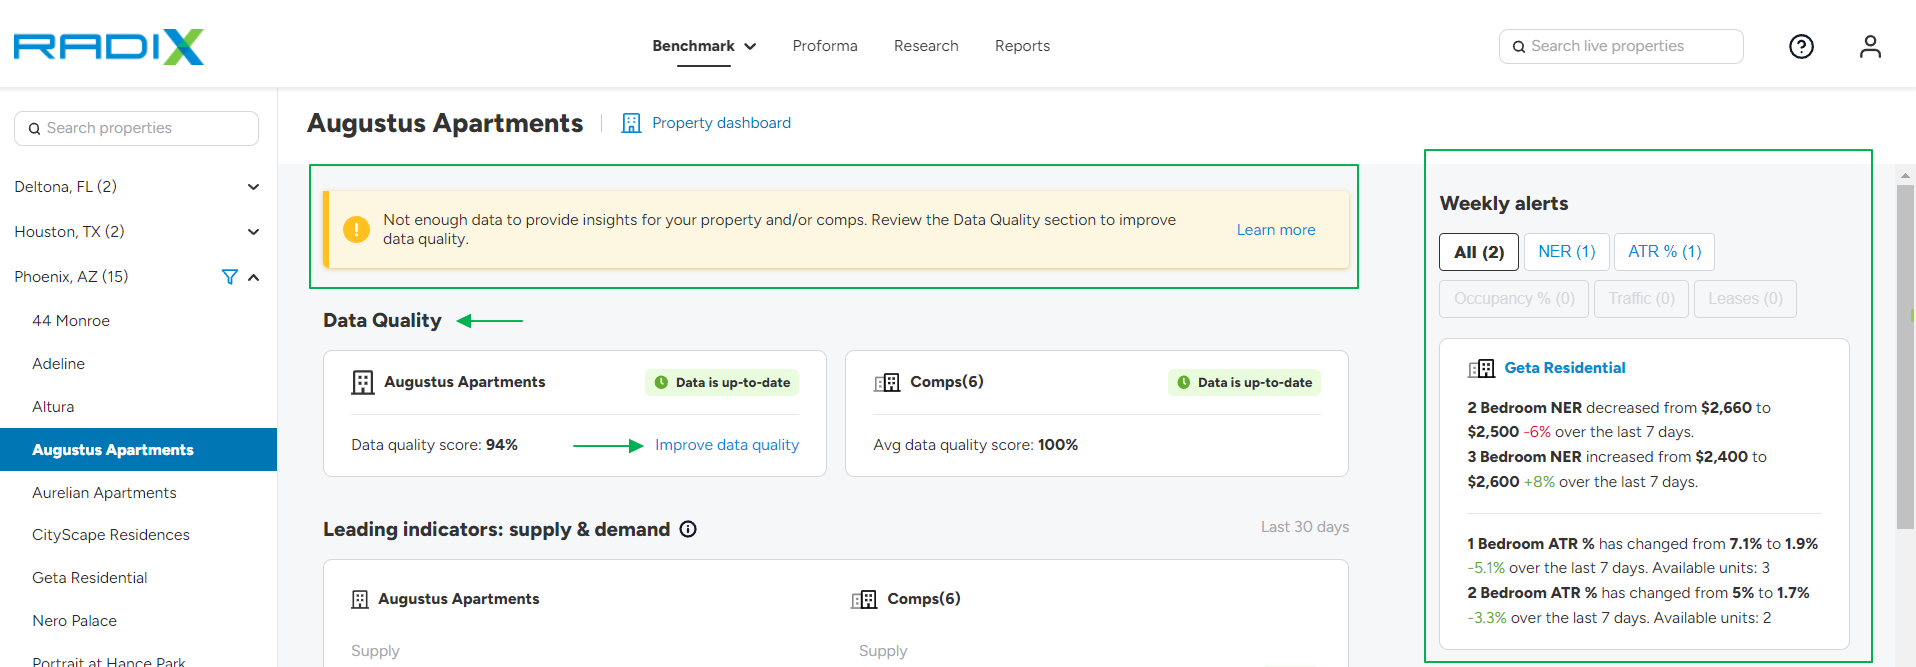 RADIX
Benchmark
Proforma
Research
Reports
Search live properties
Search properties
Deltona, FL (2)
Houston, TX (2)
Phoenix, AZ (15)
44 Monroe
Adeline
Altura
Augustus Apartments
Aurelian Apartments
CityScape Residences
Geta Residential
Nero Palace
Portrait at Hance Park
Augustus Apartments
Property dashboard
Not enough data to provide insights for your property and/or comps. Review the Data Quality section to improve
data quality.
Learn more
Data Quality
Augustus Apartments
Data is up-to-date
Data quality score: 94%
Improve data quality
Comps(6)
Data is up-to-date
Avg data quality score: 100%
Leading indicators: supply & demand
Last 30 days
Augustus Apartments
Comps(6)
Supply
Supply
Weekly alerts
All (2)
NER (1)
ATR % (1)
Occupancy % (0)
Traffic (0)
Leases (0)
Geta Residential
2 Bedroom NER decreased from $2,660 to
$2,500 -6% over the last 7 days.
3 Bedroom NER increased from $2,400 to
$2,600 +8% over the last 7 days.
1 Bedroom ATR % has changed from 7.1% to 1.9%
-5.1% over the last 7 days. Available units: 3
2 Bedroom ATR % has changed from 5% to 1.7%
-3.3% over the last 7 days. Available units: 2